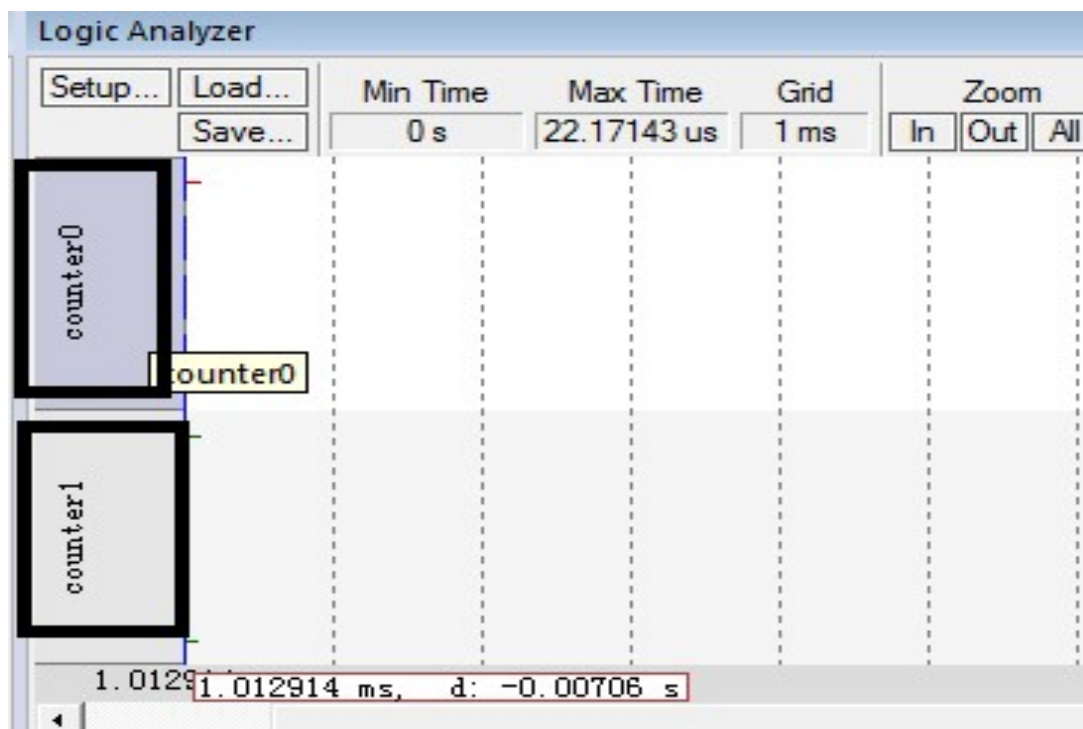 Logic Analyzer
Setup... Load... Min Time Max Time Grid Zoom
Save... 0 s 22.17143 us 1 ms In Out All
counter0
counter0
counter1
1.012914 ms, d: -0.00706 s